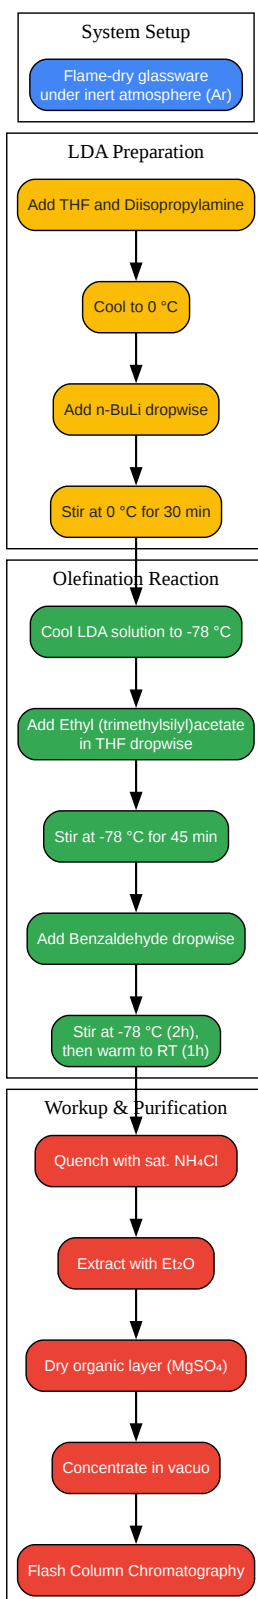 System Setup
Flame-dry glassware
under inert atmosphere (Ar)
LDA Preparation
Add THF and Diisopropylamine
Cool to 0 °C
Add n-BuLi dropwise
Stir at 0 °C for 30 min
Olefination Reaction
Cool LDA solution to -78 °C
Add Ethyl (trimethylsilyl)acetate
in THF dropwise
Stir at -78 °C for 45 min
Add Benzaldehyde dropwise
Stir at -78 °C (2h),
then warm to RT (1h)
Workup & Purification
Quench with sat. NH₄Cl
Extract with Et₂O
Dry organic layer (MgSO₄)
Concentrate in vacuo
Flash Column Chromatography